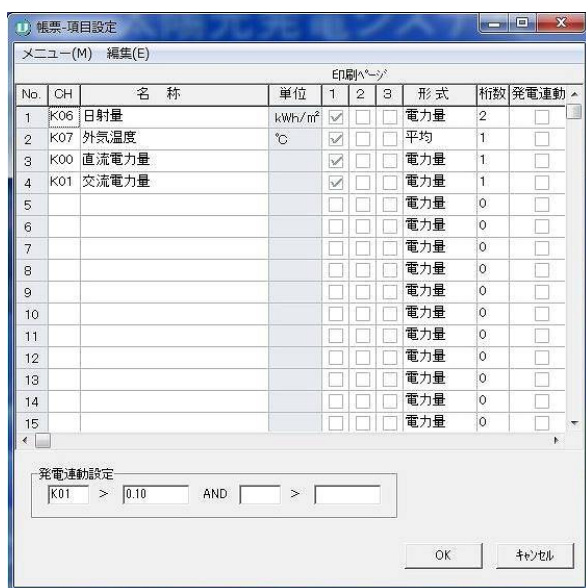 帳票-項目設定
メニュー(M) 編集(E)
印刷ページ
No. CH 名 称 単位 1 2 3 形式 桁数 発電連動
1 K06 日射量 kWh/㎡ 電力量 2
2 K07 外気温度 ℃ 平均 1
3 K00 直流電力量 電力量 1
4 K01 交流電力量 電力量 1
5 電力量 0
6 電力量 0
7 電力量 0
8 電力量 0
9 電力量 0
10 電力量 0
11 電力量 0
12 電力量 0
13 電力量 0
14 電力量 0
15 電力量 0
発電連動設定
K01 > 0.10 AND >
OK キャンセル